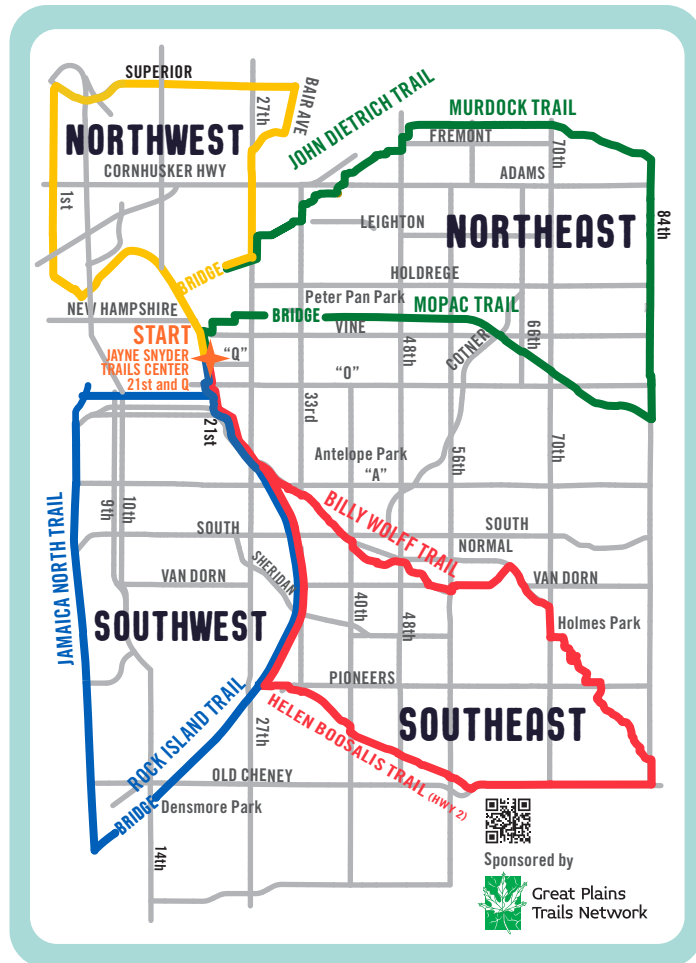 SUPERIOR
27th
BAIR AVE
JOHN DIETRICH TRAIL
MURDOCK TRAIL
FREMONT
70th
NORTHWEST
CORNHUSKER HWY
ADAMS
1st
84th
LEIGHTON
NORTHEAST
BRIDGE
HOLDREGE
NEW HAMPSHIRE
Peter Pan Park
MOPAC TRAIL
BRIDGE
VINE
START
JAYNE SNYDER
TRAILS CENTER
21st and Q
“Q”
48th
COTNER
66th
“O”
33rd
21st
Antelope Park
“A”
56th
70th
JAMAICA NORTH TRAIL
9th
10th
BILLY WOLFF TRAIL
SOUTH
SOUTH
NORMAL
SHERIDAN
VAN DORN
VAN DORN
40th
48th
Holmes Park
SOUTHWEST
PIONEERS
ROCK ISLAND TRAIL
27th
HELEN BOOSALIS TRAIL (HWY 2)
SOUTHEAST
OLD CHENEY
BRIDGE
Densmore Park
14th
Sponsored by
Great Plains
Trails Network